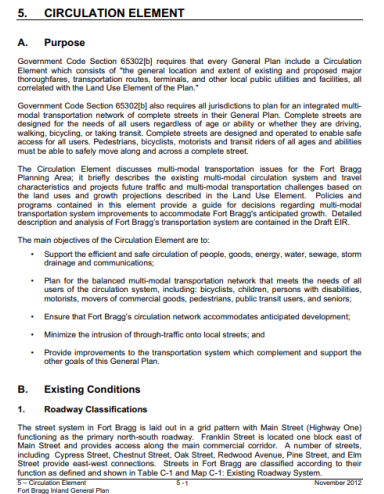 5. CIRCULATION ELEMENT
A. Purpose
Government Code Section 65302[b] requires that every General Plan include a Circulation
Element which consists of "the general location and extent of existing and proposed major
thoroughfares, transportation routes, terminals, and other local public utilities and facilities, all
correlated with the Land Use Element of the Plan."
Government Code Section 65302[b] also requires all jurisdictions to plan for an integrated multi-
modal transportation network of complete streets in their General Plan. Complete streets are
designed for the needs of all users regardless of age or ability or whether they are driving,
walking, bicycling, or taking transit. Complete streets are designed and operated to enable safe
access for all users. Pedestrians, bicyclists, motorists and transit riders of all ages and abilities
must be able to safely move along and across a complete street.
The Circulation Element discusses multi-modal transportation issues for the Fort Bragg
Planning Area; it briefly describes the existing multi-modal circulation system and travel
characteristics and projects future traffic and multi-modal transportation challenges based on
the land uses and growth projections described in the Land Use Element. Policies and
programs contained in this element provide a guide for decisions regarding multi-modal
transportation system improvements to accommodate Fort Bragg's anticipated growth. Detailed
description and analysis of Fort Bragg's transportation system are contained in the Draft EIR.
The main objectives of the Circulation Element are to:
• Support the efficient and safe circulation of people, goods, energy, water, sewage, storm
drainage and communications;
• Plan for the balanced multi-modal transportation network that meets the needs of all
users of the circulation system, including: bicyclists, children, persons with disabilities,
motorists, movers of commercial goods, pedestrians, public transit users, and seniors;
• Ensure that Fort Bragg's circulation network accommodates anticipated development;
• Minimize the intrusion of through-traffic onto local streets; and
• Provide improvements to the transportation system which complement and support the
other goals of this General Plan.
B. Existing Conditions
1. Roadway Classifications
The street system in Fort Bragg is laid out in a grid pattern with Main Street (Highway One)
functioning as the primary north-south roadway. Franklin Street is located one block east of
Main Street and provides access along the main commercial corridor. A number of streets,
including Cypress Street, Chestnut Street, Oak Street, Redwood Avenue, Pine Street, and Elm
Street provide east-west connections. Streets in Fort Bragg are classified according to their
function as defined and shown in Table C-1 and Map C-1: Existing Roadway System.
5 – Circulation Element 5 -1 November 2012
Fort Bragg Inland General Plan